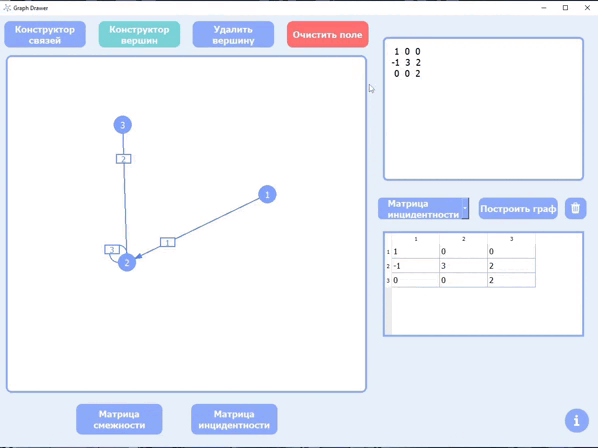 Graph Drawer
Конструктор
связей
Конструктор
вершин
Удалить
вершину
Очистить поле
1 0 0
-1 3 2
0 0 2
3
2
1
1
3
2
Матрица
инцидентности
Построить граф
1 2 3
1 1 0 0
2 -1 3 2
3 0 0 2
Матрица
смежности
Матрица
инцидентности
i